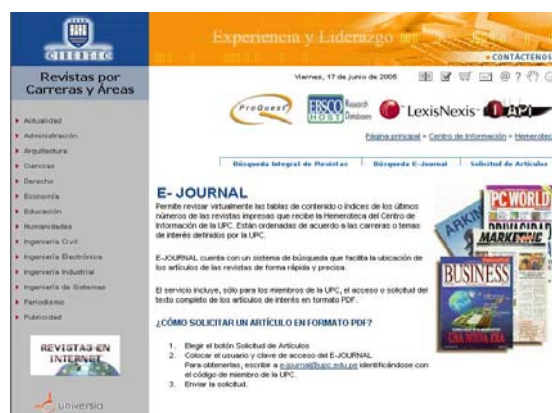 CIBERTEC
Experiencia y Liderazgo
CONTÁCTENOS
Revistas por
Carreras y Áreas
Viernes, 17 de junio de 2005
ProQuest
EBSCO
HOST
Research
Databases
LexisNexis
Página principal > Centro de Información > Hemerotec
Búsqueda Integral de Revistas
Búsqueda E-Journal
Solicitud de Artículos
Actualidad
Administración
Arquitectura
Ciencias
Derecho
Economía
Educación
Humanidades
Ingeniería Civil
Ingeniería Electrónica
Ingeniería Industrial
Ingeniería de Sistemas
Periodismo
Publicidad
REVISTAS EN
INTERNET
universia
E- JOURNAL
Permite revisar virtualmente las tablas de contenido o índices de los últimos
números de las revistas impresas que recibe la Hemeroteca del Centro de
Información de la UPC. Están ordenadas de acuerdo a las carreras o temas
de interés definidos por la UPC.
E-JOURNAL cuenta con un sistema de búsqueda que facilita la ubicación de
los artículos de las revistas de forma rápida y precisa.
El servicio incluye, sólo para los miembros de la UPC, el acceso o solicitud del
texto completo de los artículos de interés en formato PDF.
¿CÓMO SOLICITAR UN ARTÍCULO EN FORMATO PDF?
1. Elegir el botón Solicitud de Artículos
2. Colocar el usuario y clave de acceso del E-JOURNAL
Para obtenerlas, escribir a e-journal@upc.edu.pe identificándose con
el código de miembro de la UPC.
3. Enviar la solicitud.
PC WORLD
PRIVACIDAD
MARKETING
BUSINESS
UNA NUEVA ERA